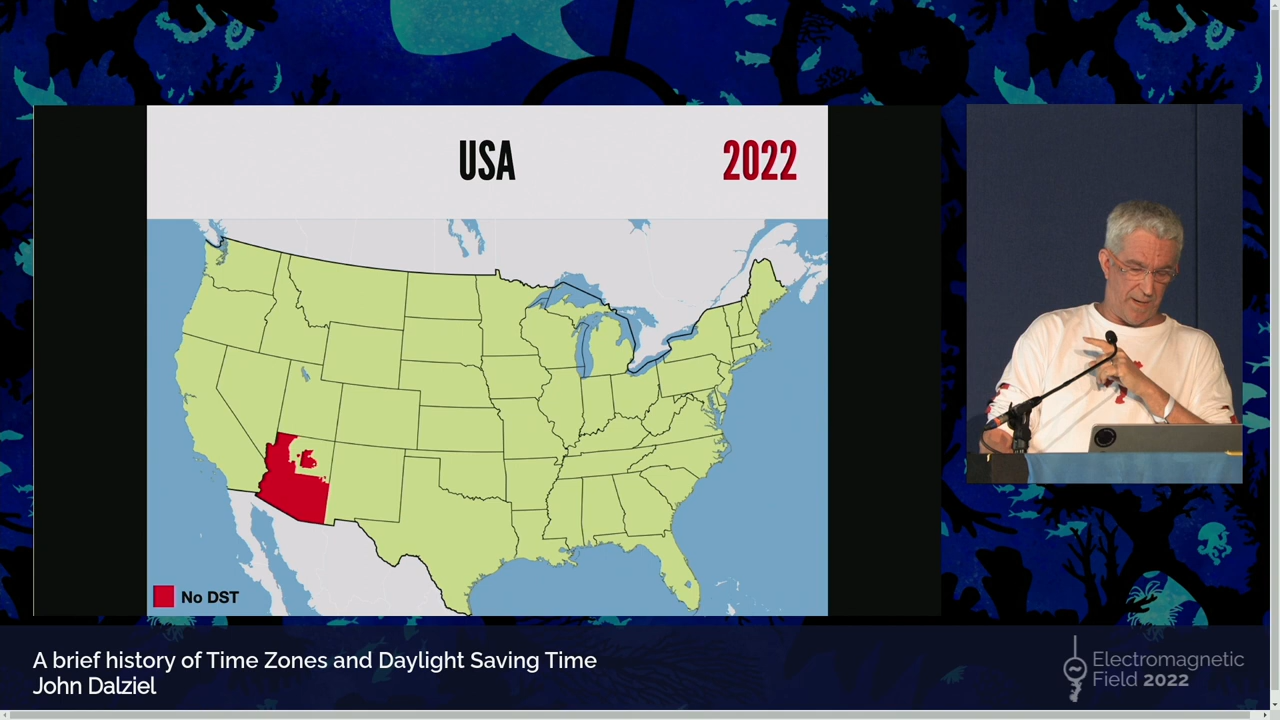 USA
2022
No DST
A brief history of Time Zones and Daylight Saving Time
John Dalziel
Electromagnetic
Field 2022